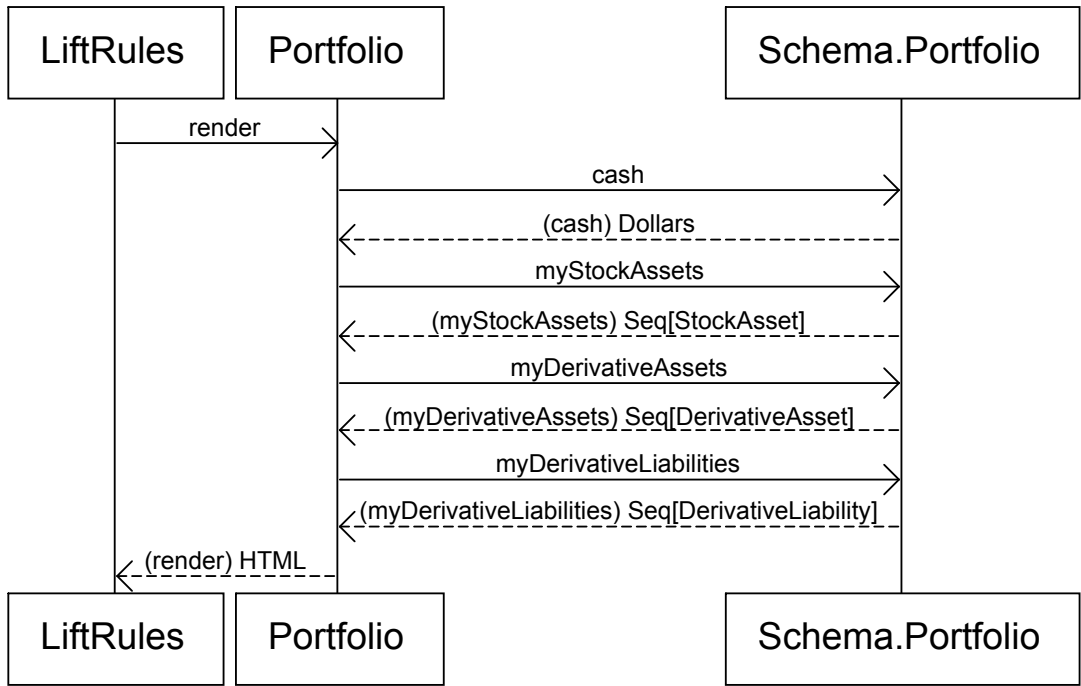 LiftRules
Portfolio
Schema.Portfolio
render
cash
(cash) Dollars
myStockAssets
(myStockAssets) Seq[StockAsset]
myDerivativeAssets
(myDerivativeAssets) Seq[DerivativeAsset]
myDerivativeLiabilities
(myDerivativeLiabilities) Seq[DerivativeLiability]
(render) HTML
LiftRules
Portfolio
Schema.Portfolio